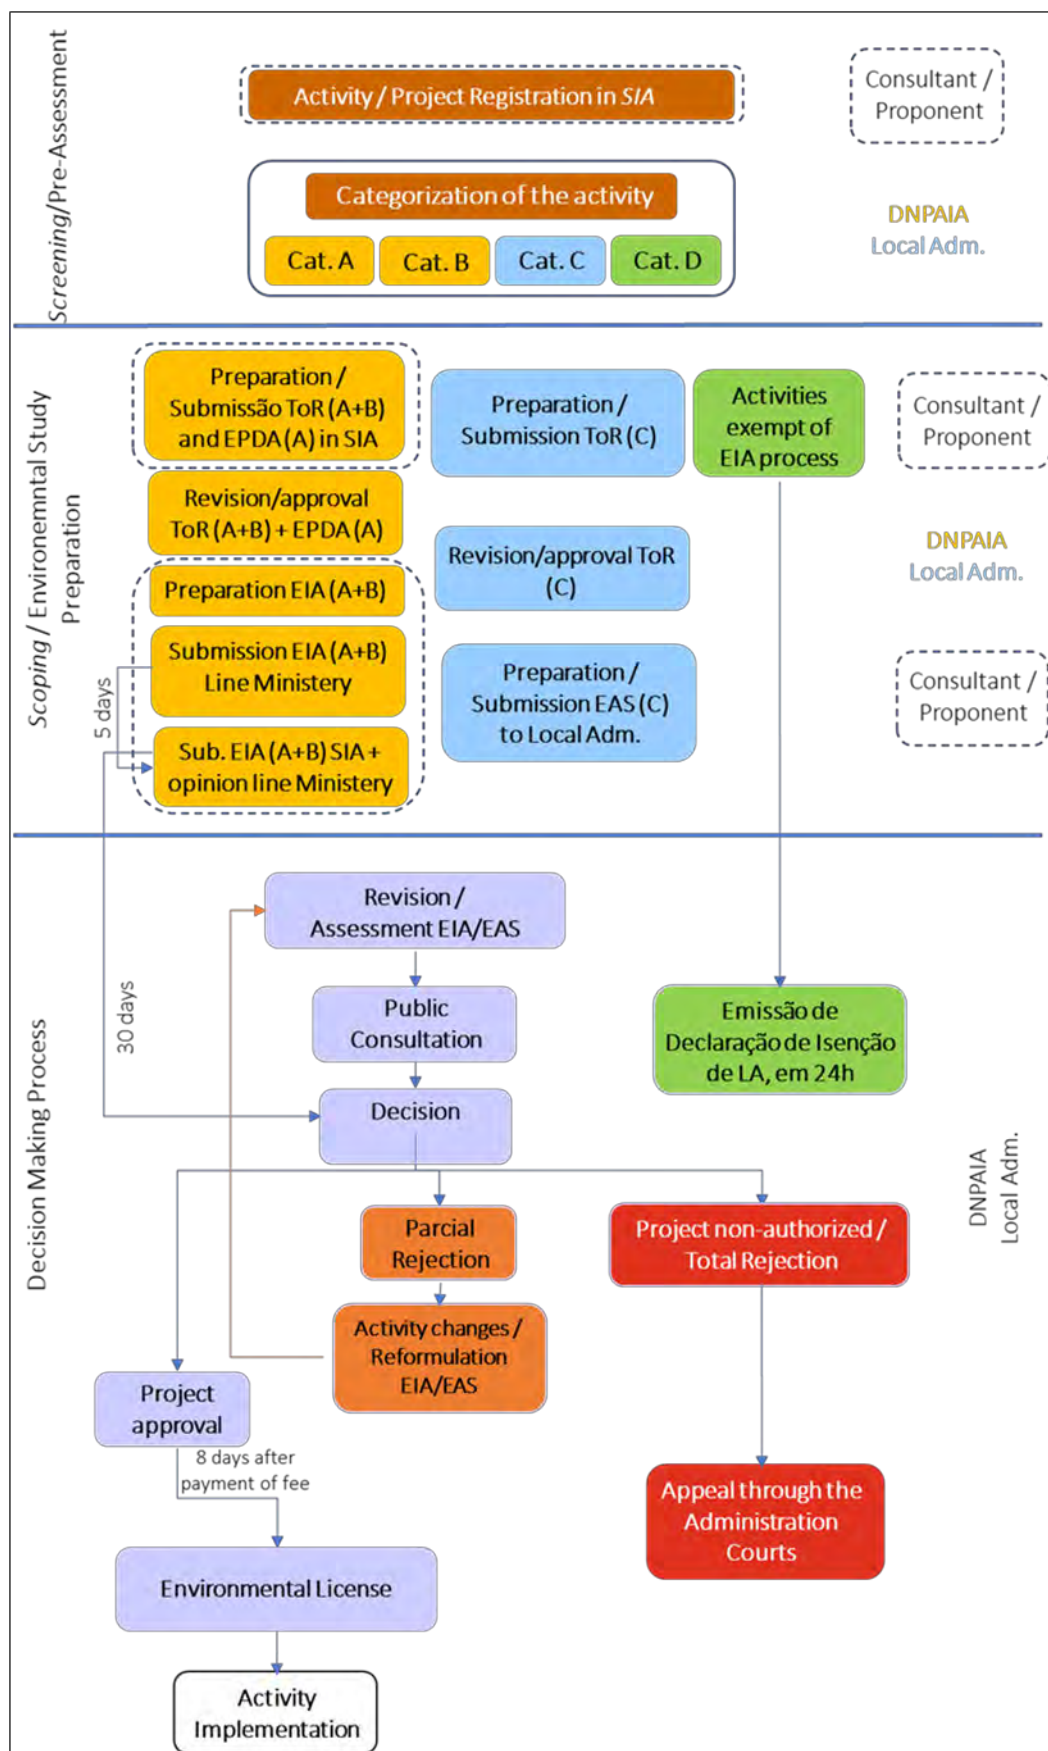 Screening/Pre-Assessment
Activity / Project Registration in SIA
Consultant /
Proponent
Categorization of the activity
Cat. A
Cat. B
Cat. C
Cat. D
DNPAIA
Local Adm.
Scoping / Environemntal Study
Preparation
Preparation /
Submissão ToR (A+B)
and EPDA (A) in SIA
Preparation /
Submission ToR (C)
Activities
exempt of
EIA process
Consultant /
Proponent
Revision/approval
ToR (A+B) + EPDA (A)
Revision/approval ToR
(C)
DNPAIA
Local Adm.
Preparation EIA (A+B)
Submission EIA (A+B)
Line Ministery
Preparation /
Submission EAS (C)
to Local Adm.
Consultant /
Proponent
5 days
Sub. EIA (A+B) SIA +
opinion line Ministery
Decision Making Process
Revision /
Assessment EIA/EAS
30 days
Public
Consultation
Emissão de
Declaração de Isenção
de LA, em 24h
Decision
DNPAIA
Local Adm.
Parcial
Rejection
Project non-authorized /
Total Rejection
Activity changes /
Reformulation
EIA/EAS
Project
approval
8 days after
payment of fee
Appeal through the
Administration
Courts
Environmental License
Activity
Implementation